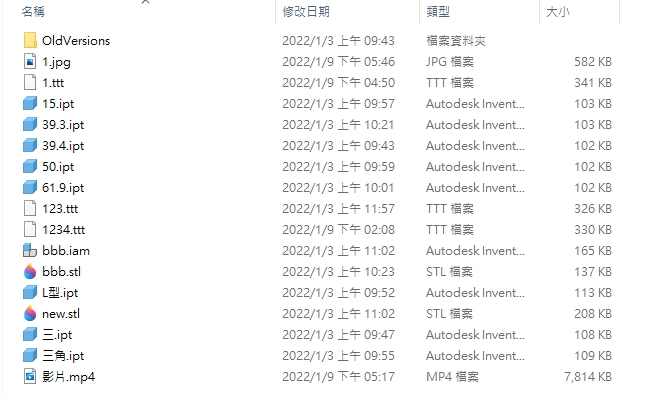 名稱 修改日期 類型 大小
OldVersions 2022/1/3 上午 09:43 檔案資料夾
1.jpg 2022/1/9 下午 05:46 JPG 檔案 582 KB
1.ttt 2022/1/9 下午 04:50 TTT 檔案 341 KB
15.ipt 2022/1/3 上午 09:57 Autodesk Invent... 103 KB
39.3.ipt 2022/1/3 上午 10:21 Autodesk Invent... 103 KB
39.4.ipt 2022/1/3 上午 09:43 Autodesk Invent... 102 KB
50.ipt 2022/1/3 上午 09:59 Autodesk Invent... 102 KB
61.9.ipt 2022/1/3 上午 10:01 Autodesk Invent... 102 KB
123.ttt 2022/1/3 上午 11:57 TTT 檔案 326 KB
1234.ttt 2022/1/9 下午 02:08 TTT 檔案 330 KB
bbb.iam 2022/1/3 上午 11:02 Autodesk Invent... 165 KB
bbb.stl 2022/1/3 上午 10:23 STL 檔案 137 KB
L型.ipt 2022/1/3 上午 09:52 Autodesk Invent... 113 KB
new.stl 2022/1/3 上午 11:02 STL 檔案 208 KB
三.ipt 2022/1/3 上午 09:47 Autodesk Invent... 108 KB
三角.ipt 2022/1/3 上午 09:55 Autodesk Invent... 109 KB
影片.mp4 2022/1/9 下午 05:17 MP4 檔案 7,814 KB